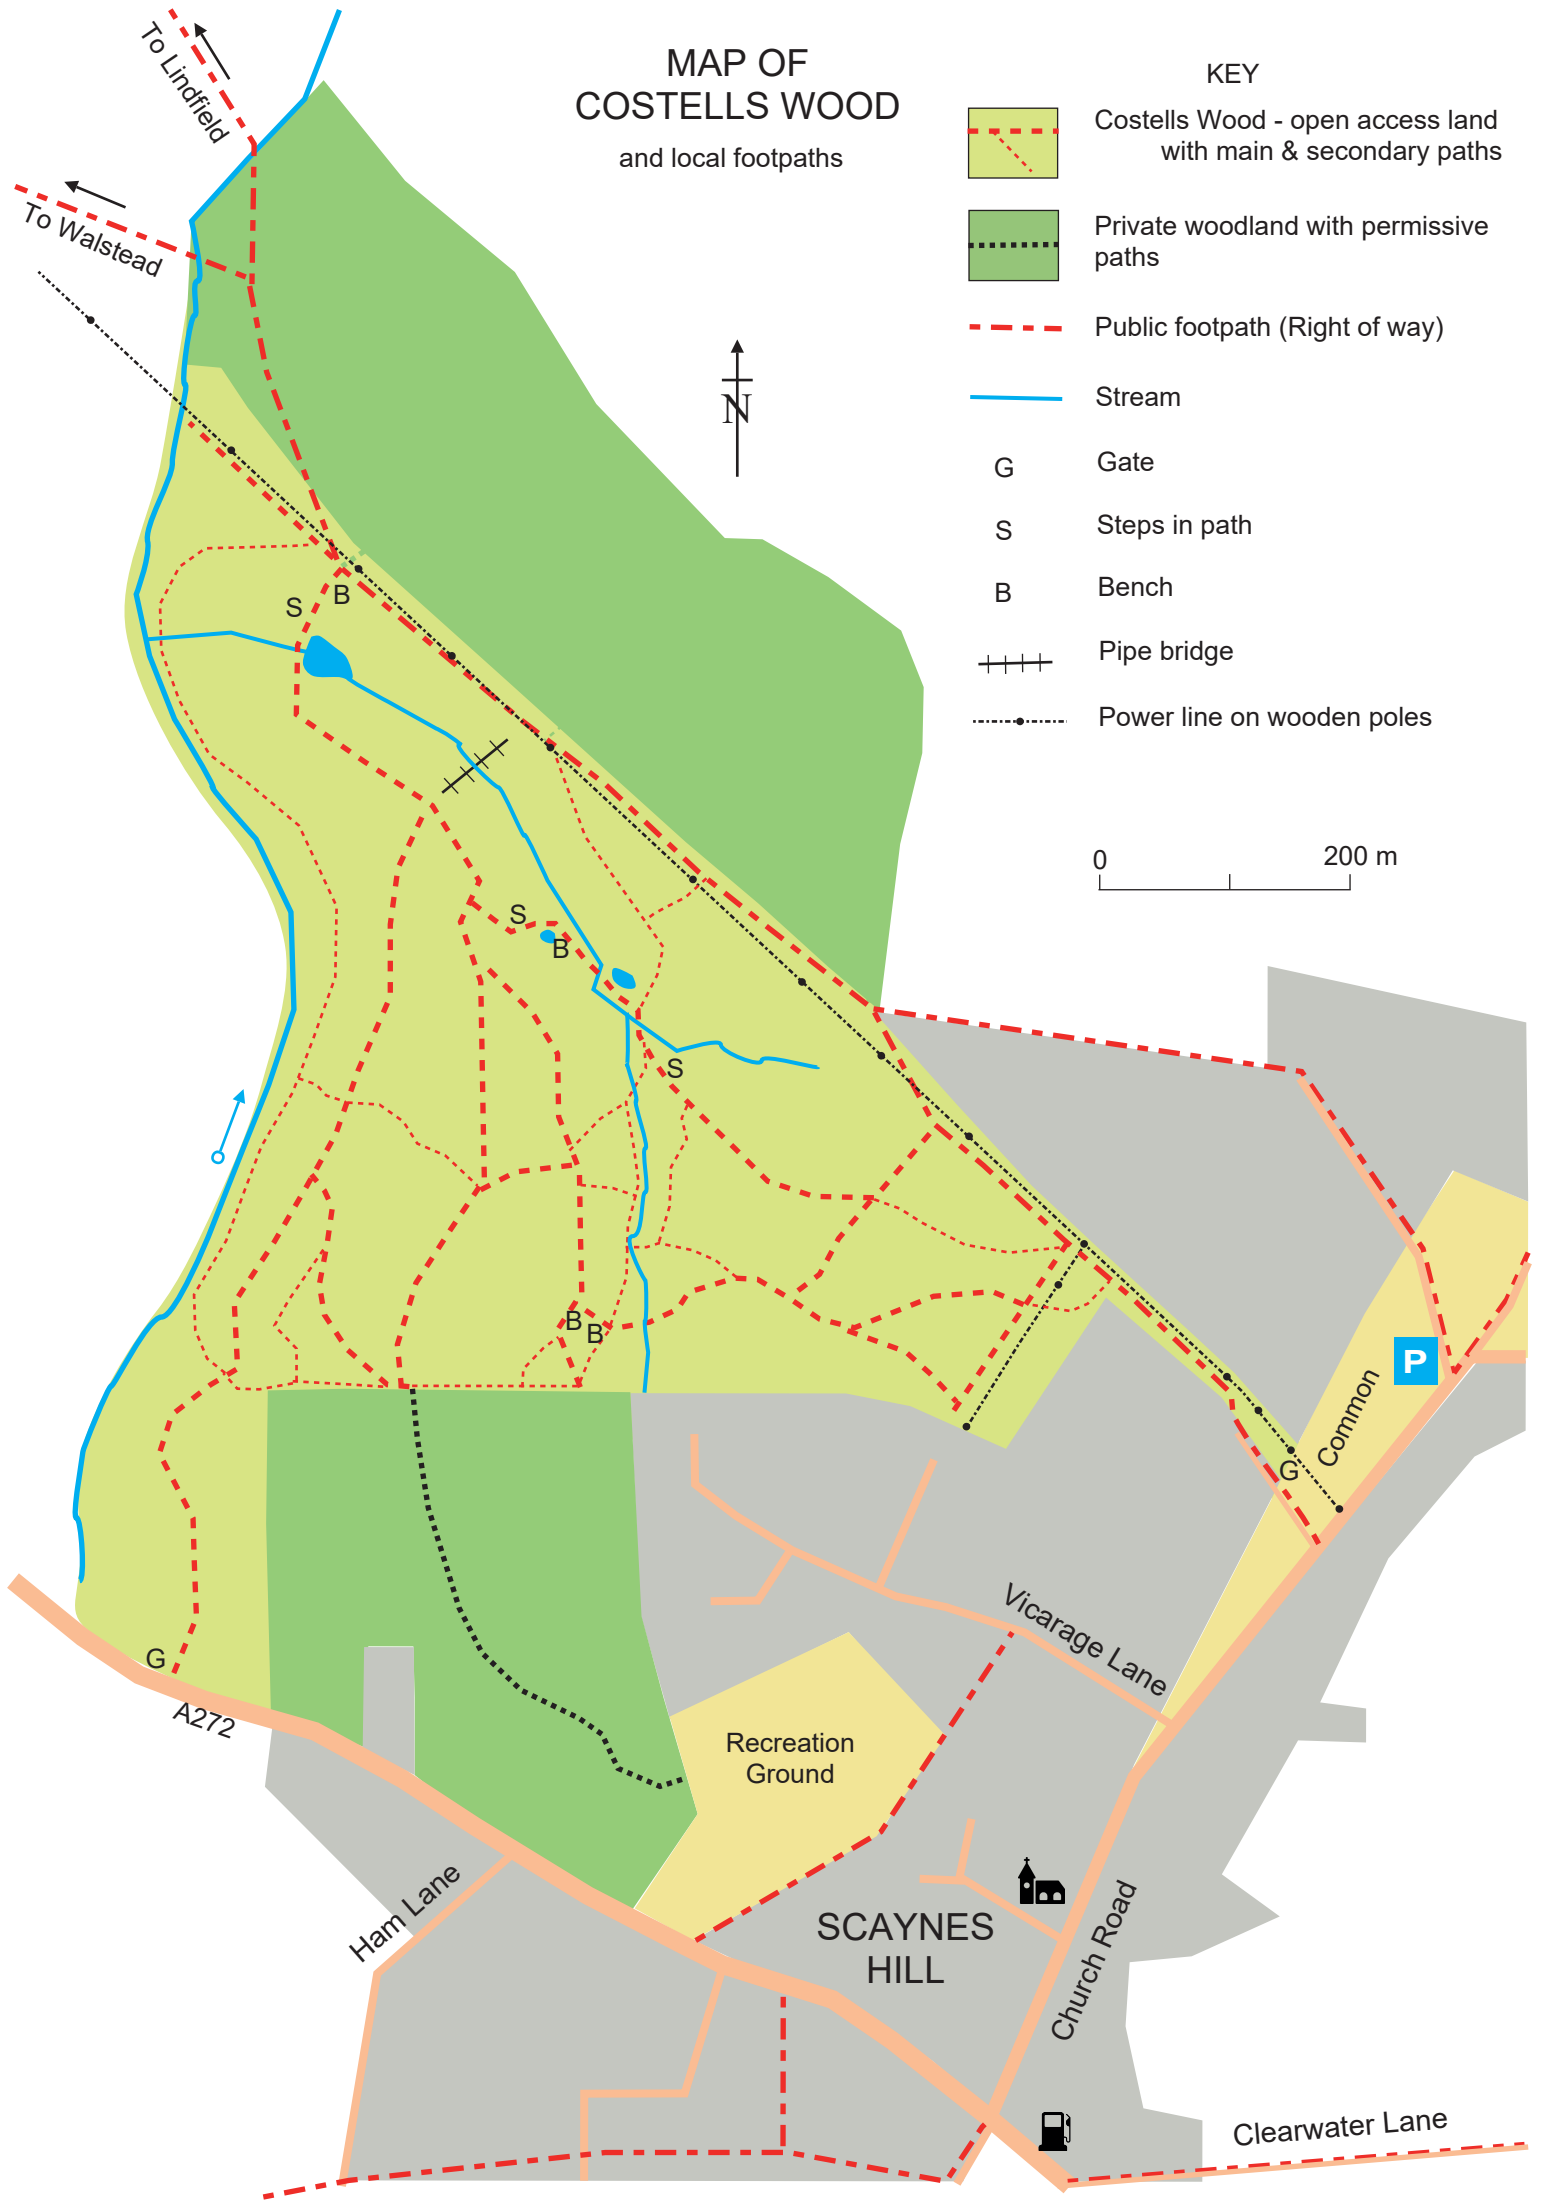 MAP OF
COSTELLS WOOD
and local footpaths
KEY
Costells Wood - open access land
with main & secondary paths
Private woodland with permissive
paths
Public footpath (Right of way)
Stream
G
Gate
S
Steps in path
B
Bench
Pipe bridge
Power line on wooden poles
0
200 m
N
To Lindfield
To Walstead
S
B
S
B
S
B
B
G
P
Common
G
A272
Vicarage Lane
Recreation
Ground
Ham Lane
SCAYNES
HILL
Church Road
Clearwater Lane